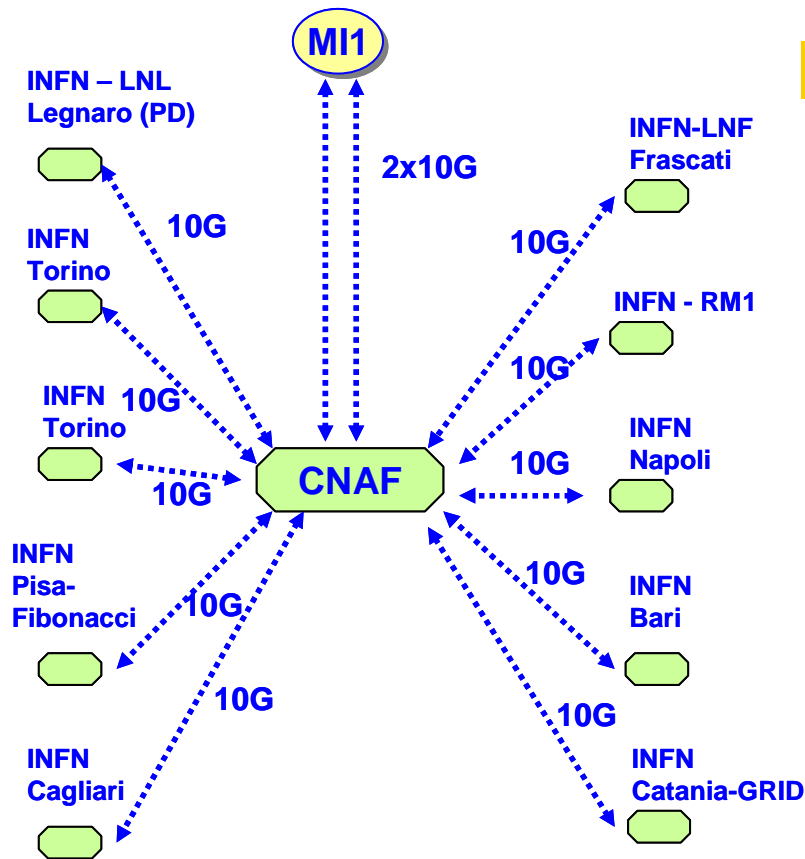 MI1
INFN – LNL
Legnaro (PD)
INFN-LNF
Frascati
2x10G
10G
10G
INFN
Torino
INFN - RM1
10G
10G
INFN
Torino
INFN
Napoli
10G
10G
CNAF
INFN
Pisa-
Fibonacci
10G
10G
INFN
Bari
10G
10G
INFN
Cagliari
INFN
Catania-GRID